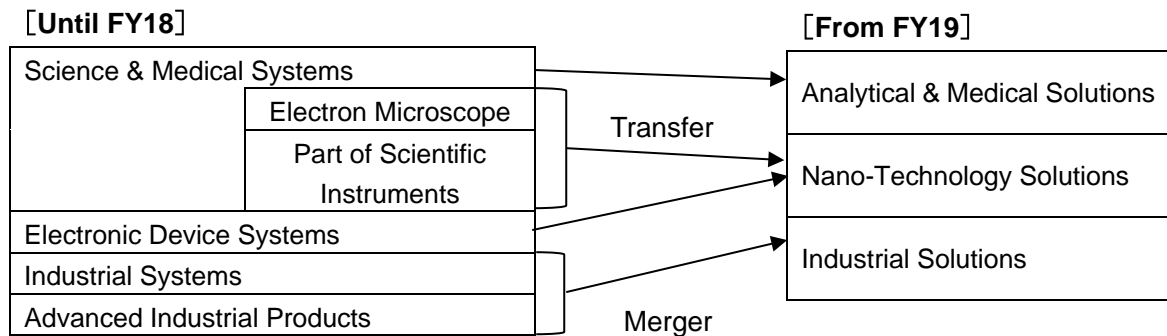 ［Until FY18］
Science & Medical Systems
Electron Microscope
Part of Scientific
Instruments
Electronic Device Systems
Industrial Systems
Advanced Industrial Products
Transfer
Merger
［From FY19］
Analytical & Medical Solutions
Nano-Technology Solutions
Industrial Solutions